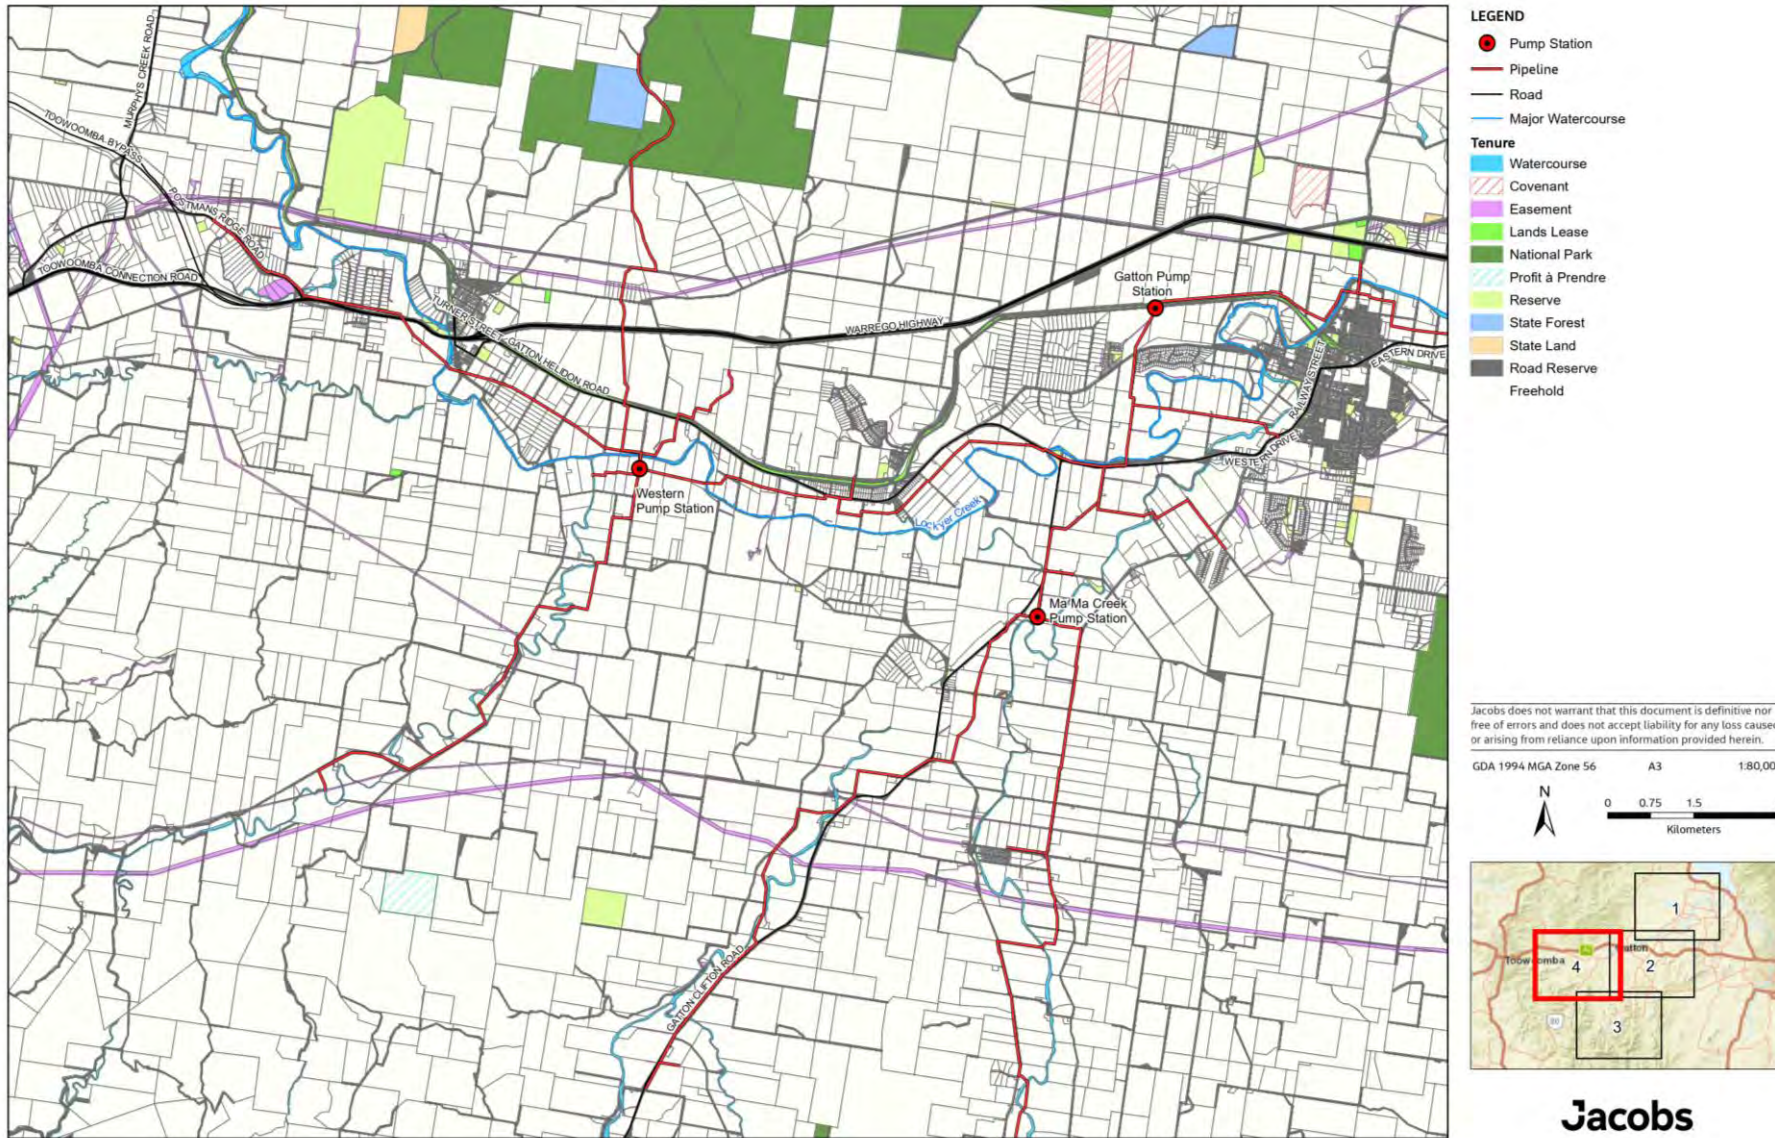 MURPHYS CREEK ROAD
TOOWOOMBA BYPASS
POSTMANS RIDGE ROAD
TOOWOOMBA CONNECTION ROAD
TURNER STREET
GATTON HELIDON ROAD
WARREGO HIGHWAY
Gatton Pump
Station
RAILWAY STREET
EASTERN DRIVE
WESTERN DRIVE
Western
Pump Station
Lockyer Creek
Ma Ma Creek
Pump Station
GATTON CLIFTON ROAD
LEGEND
Pump Station
Pipeline
Road
Major Watercourse
Tenure
Watercourse
Covenant
Easement
Lands Lease
National Park
Profit à Prendre
Reserve
State Forest
State Land
Road Reserve
Freehold
Jacobs does not warrant that this document is definitive nor
free of errors and does not accept liability for any loss caused
or arising from reliance upon information provided herein.
GDA 1994 MGA Zone 56 A3 1:80,00
N
0 0.75 1.5
Kilometers
1
Toowoomba
4
2
3
Jacobs